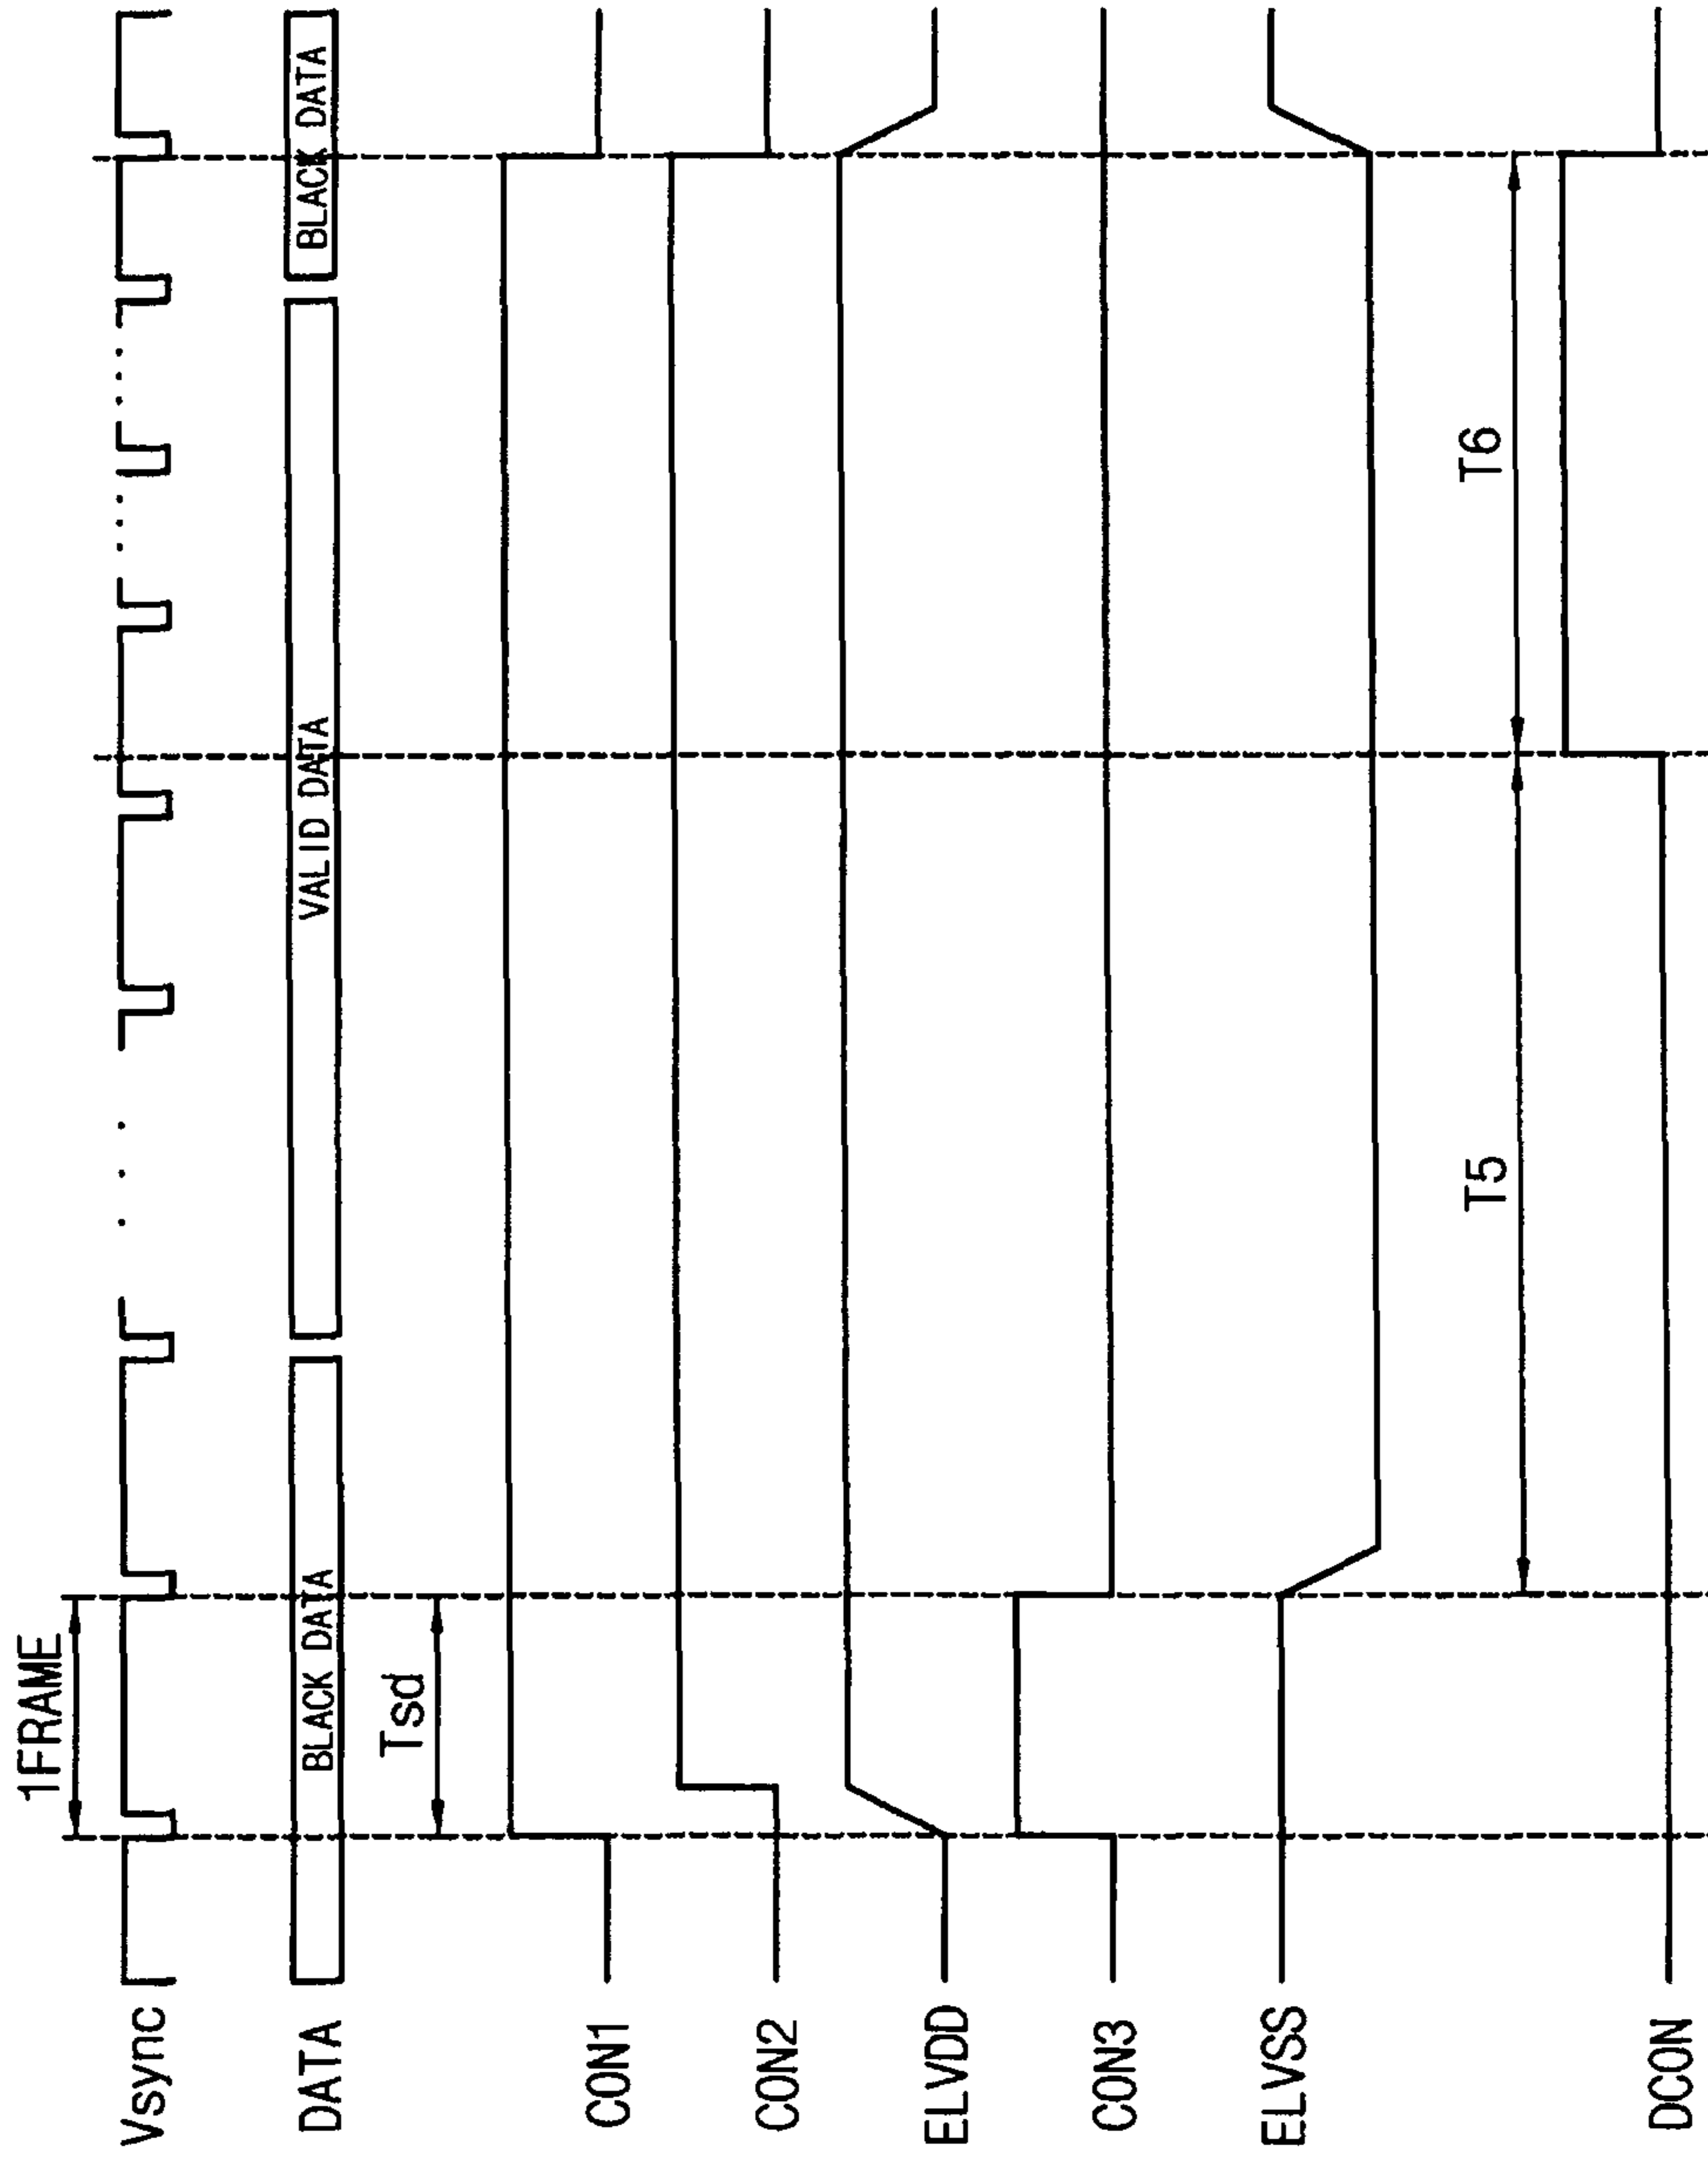 1FRAME
Vsync
DATA
BLACK DATA
VALID DATA
BLACK DATA
Tsd
CON1
CON2
ELVDD
CON3
ELVSS
T5
T6
DCON